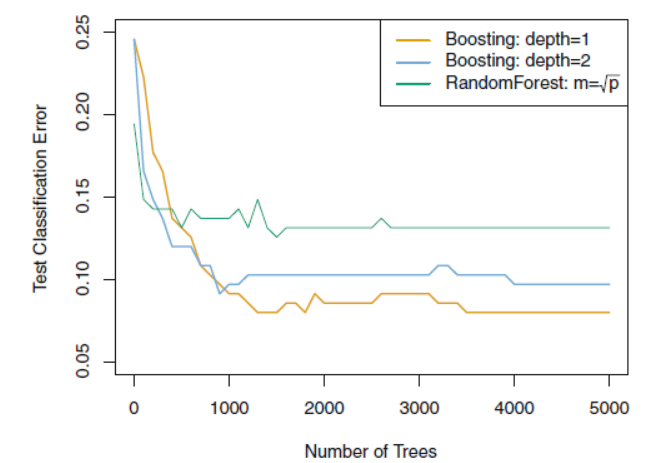 Boosting: depth=1
Boosting: depth=2
RandomForest: m=√p
Test Classification Error
0.25
0.20
0.15
0.10
0.05
0 1000 2000 3000 4000 5000
Number of Trees